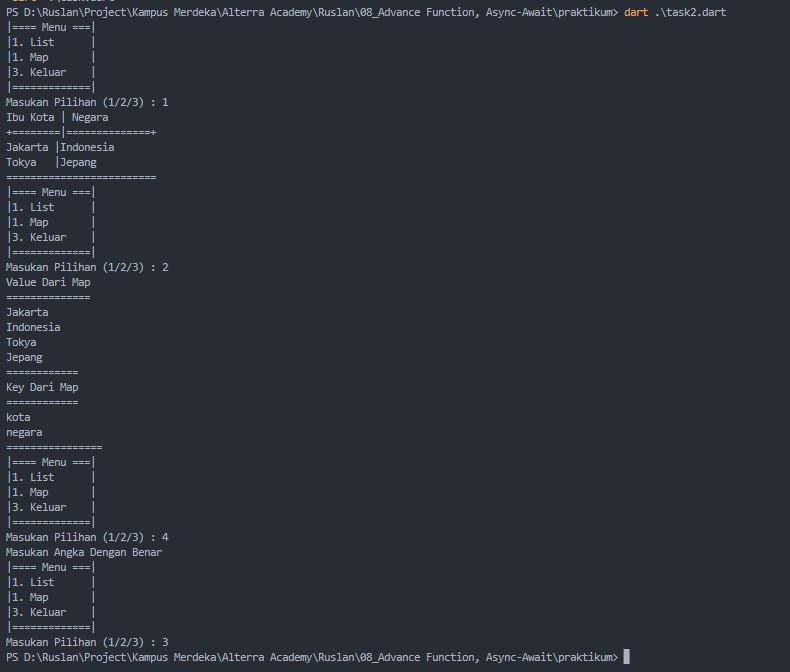 PS D:\Ruslan\Project\Kampus Merdeka\Alterra Academy\Ruslan\08_Advance Function, Async-Await\praktikum> dart .\task2.dart
|==== Menu ===|
|1. List      |
|1. Map       |
|3. Keluar    |
|=============|
Masukan Pilihan (1/2/3) : 1
Ibu Kota | Negara
+========|==============+
Jakarta |Indonesia
Tokya   |Jepang
=========================
|==== Menu ===|
|1. List      |
|1. Map       |
|3. Keluar    |
|=============|
Masukan Pilihan (1/2/3) : 2
Value Dari Map
==============
Jakarta
Indonesia
Tokya
Jepang
============
Key Dari Map
============
kota
negara
================
|==== Menu ===|
|1. List      |
|1. Map       |
|3. Keluar    |
|=============|
Masukan Pilihan (1/2/3) : 4
Masukan Angka Dengan Benar
|==== Menu ===|
|1. List      |
|1. Map       |
|3. Keluar    |
|=============|
Masukan Pilihan (1/2/3) : 3
PS D:\Ruslan\Project\Kampus Merdeka\Alterra Academy\Ruslan\08_Advance Function, Async-Await\praktikum>